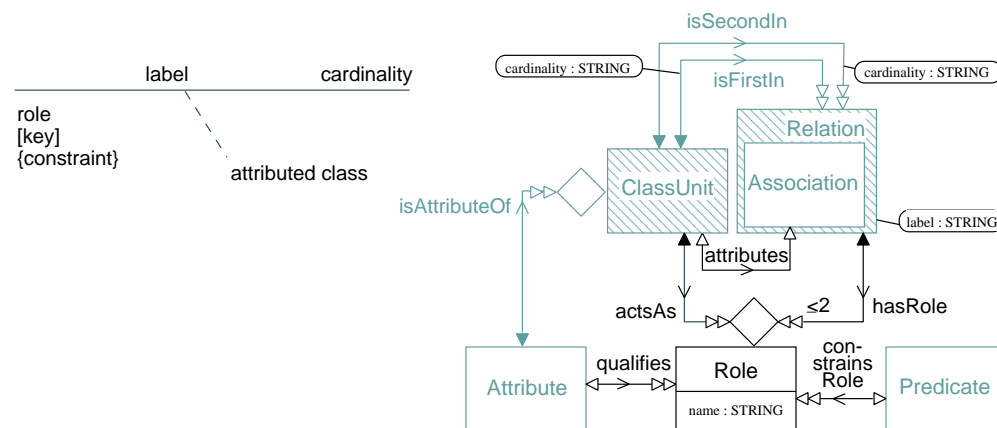 label
cardinality
role
[key]
{constraint}
attributed class
isSecondIn
cardinality : STRING
cardinality : STRING
isFirstIn
Relation
ClassUnit
Association
isAttributeOf
label : STRING
attributes
actsAs
≤2
hasRole
Attribute
qualifies
Role
name : STRING
con-
strains
Role
Predicate